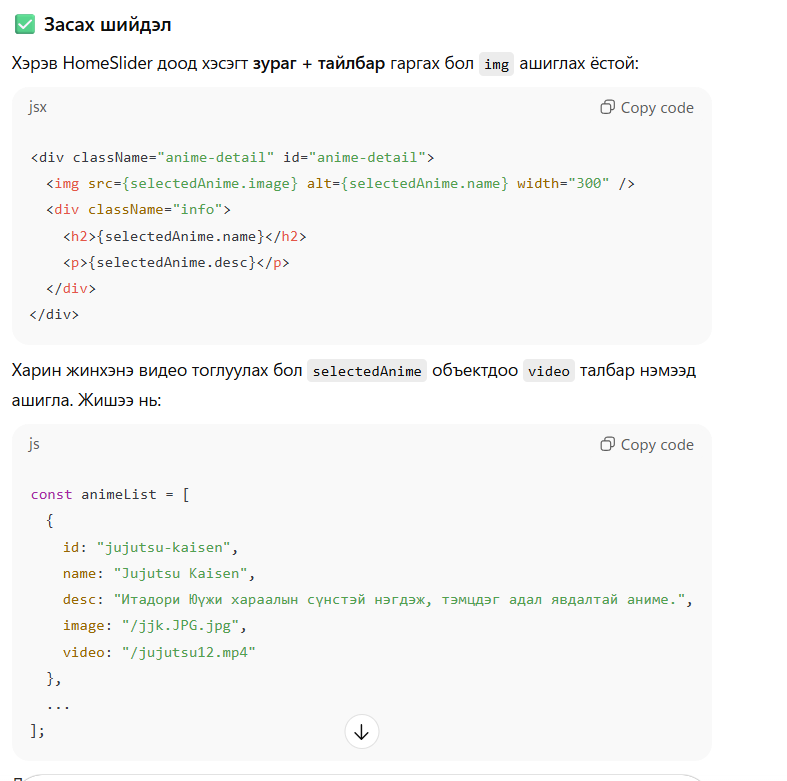 ✅ Засах шийдэл
Хэрэв HomeSlider доод хэсэгт зураг + тайлбар гаргах бол img ашиглах ёстой:
jsx
Copy code
<div className="anime-detail" id="anime-detail">
  <img src={selectedAnime.image} alt={selectedAnime.name} width="300" />
  <div className="info">
    <h2>{selectedAnime.name}</h2>
    <p>{selectedAnime.desc}</p>
  </div>
</div>
Харин жинхэнэ видео тоглуулах бол selectedAnime объектдоо video талбар нэмээд
ашигла. Жишээ нь:
js
Copy code
const animeList = [
  {
    id: "jujutsu-kaisen",
    name: "Jujutsu Kaisen",
    desc: "Итадори Юүжи хараалын сүнстэй нэгдэж, тэмцдэг адал явдалтай аниме.",
    image: "/jjk.JPG.jpg",
    video: "/jujutsu12.mp4"
  },
  ...
];